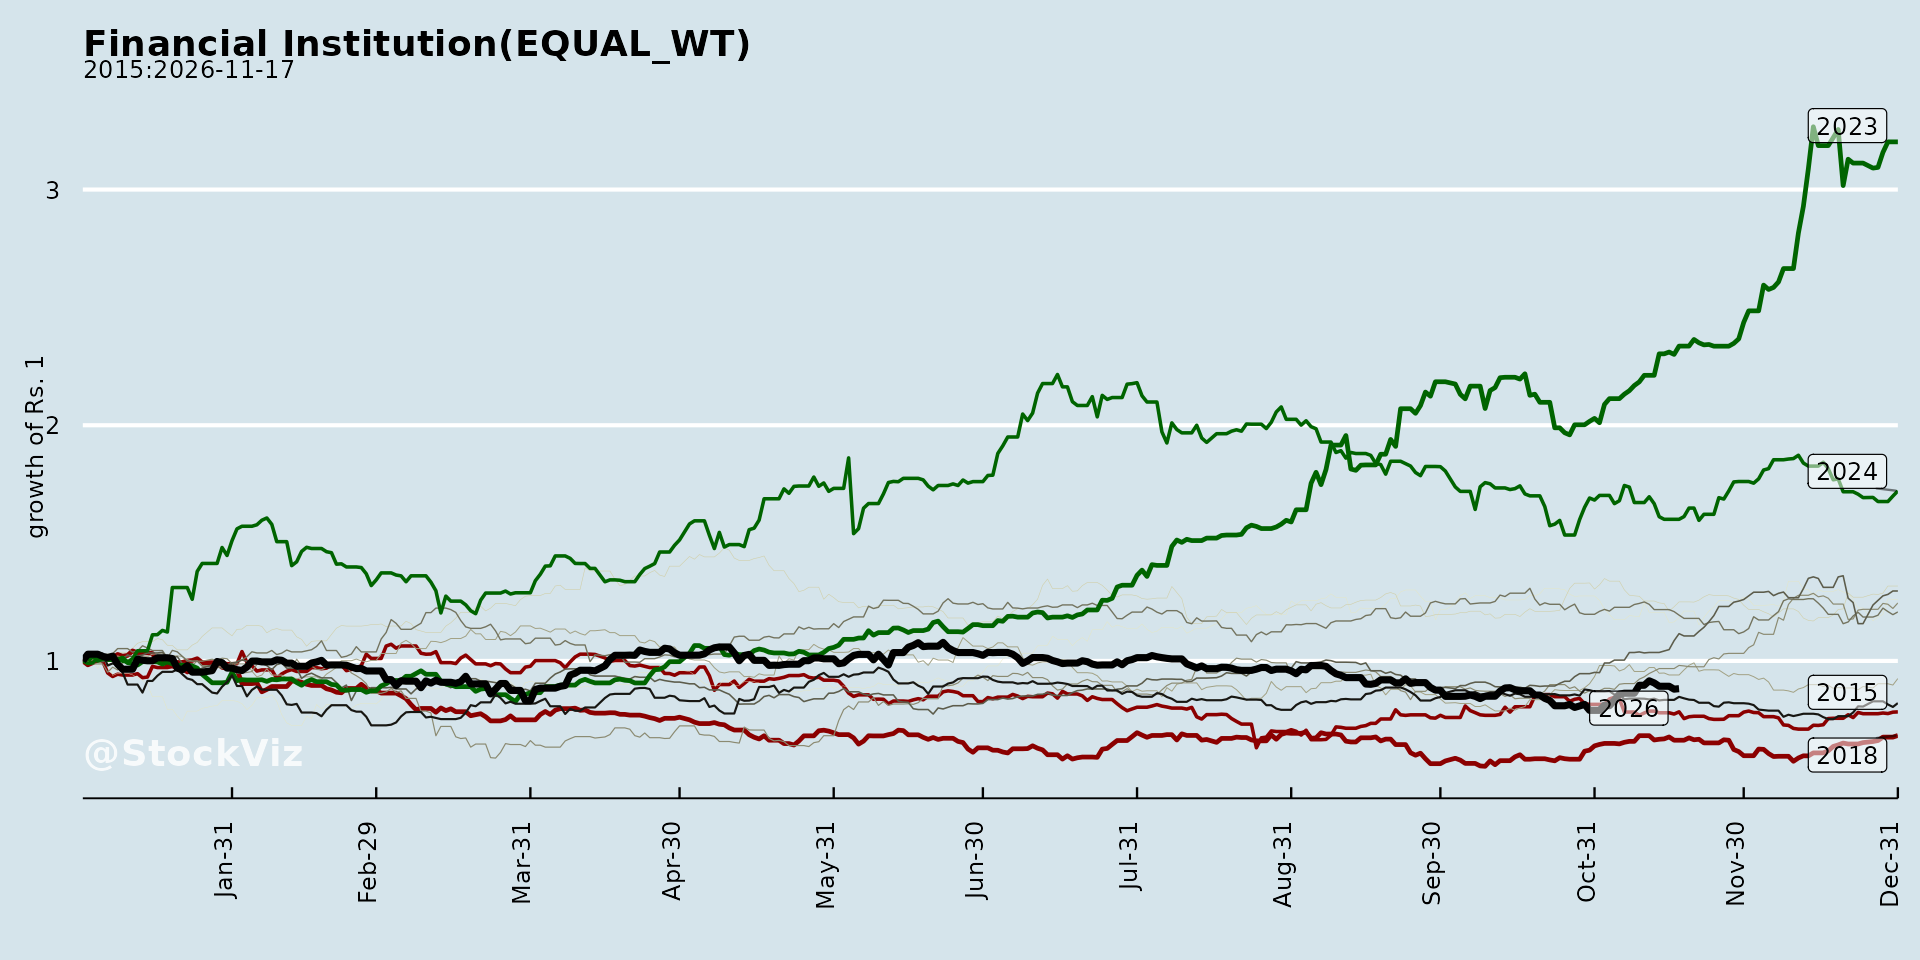 Financial Institution(EQUAL_WT)
2015:2026-11-17
growth of Rs. 1
3
2
1
2023
2024
2015
2026
2018
@StockViz
Jan-31
Feb-29
Mar-31
Apr-30
May-31
Jun-30
Jul-31
Aug-31
Sep-30
Oct-31
Nov-30
Dec-31